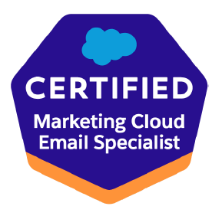 CERTIFIED
Marketing Cloud
Email Specialist